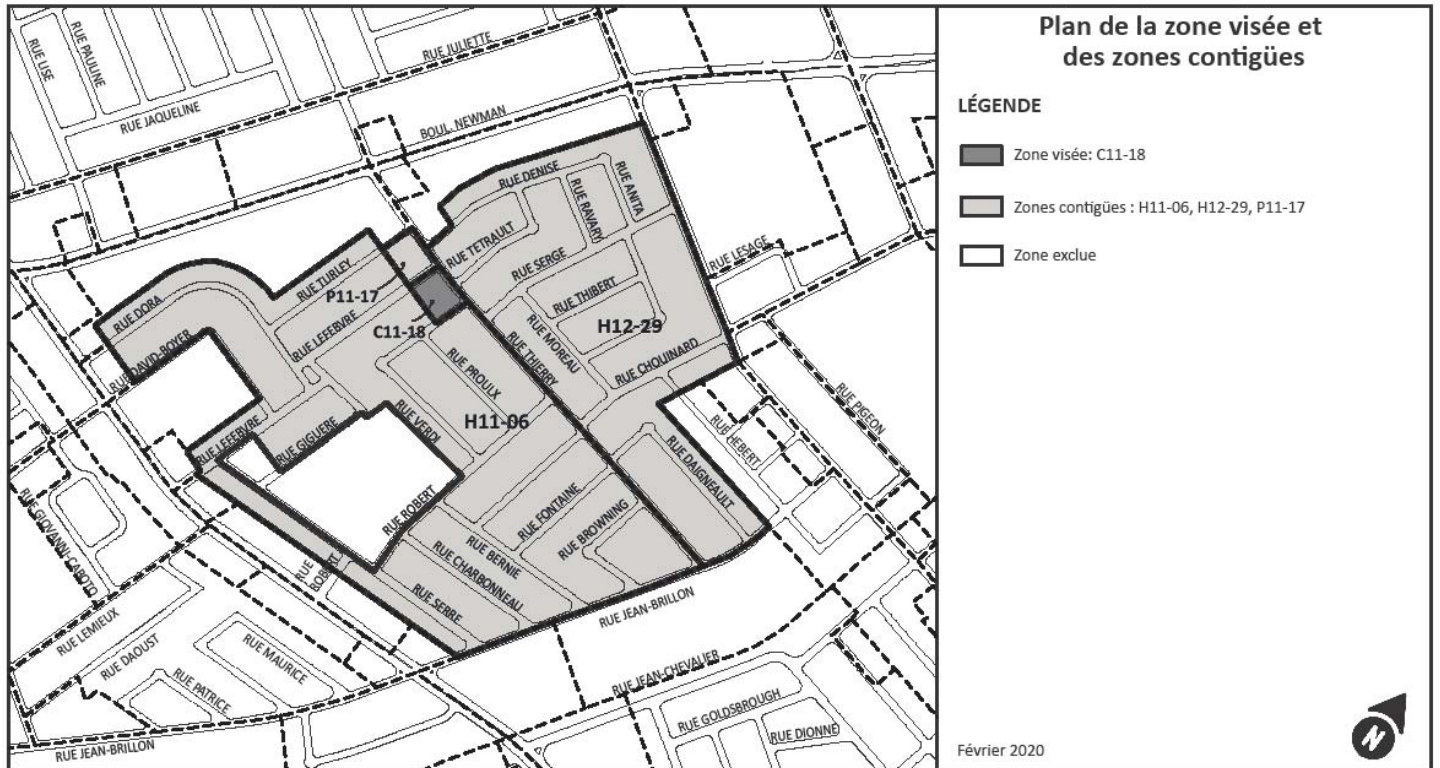 Plan de la zone visée et
des zones contigües
LÉGENDE
Zone visée: C11-18
Zones contigües : H11-06, H12-29, P11-17
Zone exclue
Février 2020
N
RUE LISE
RUE PAULINE
RUE JULIETTE
RUE JAQUELINE
BOUL. NEWMAN
RUE DENISE
RUE ANITA
RUE RAVARY
RUE TETRAULT
RUE SERGE
RUE LESAGE
RUE TURLEY
P11-17
RUE DORA
RUE THIBERT
H12-29
RUE LEFEBVRE
C11-18
RUE MOREAU
RUE THIERRY
RUE DAVID-BOYER
RUE PROULX
RUE CHOUINARD
RUE PIGEON
RUE VERDI
H11-06
RUE LEFEBVRE
RUE GIGUERE
RUE HÉBERT
RUE DAIGNEAULT
RUE ROBERT
RUE FONTAINE
RUE BROWNING
RUE GIOVANNI-CABOTO
RUE BERNIE
RUE CHARBONNEAU
RUE
ROBERT
RUE SERRE
RUE JEAN-BRILLON
RUE LEMIEUX
RUE DAOUST
RUE MAURICE
RUE PATRICE
RUE JEAN-CHEVALIER
RUE GOLDSBROUGH
RUE DIONNE
RUE JEAN-BRILLON